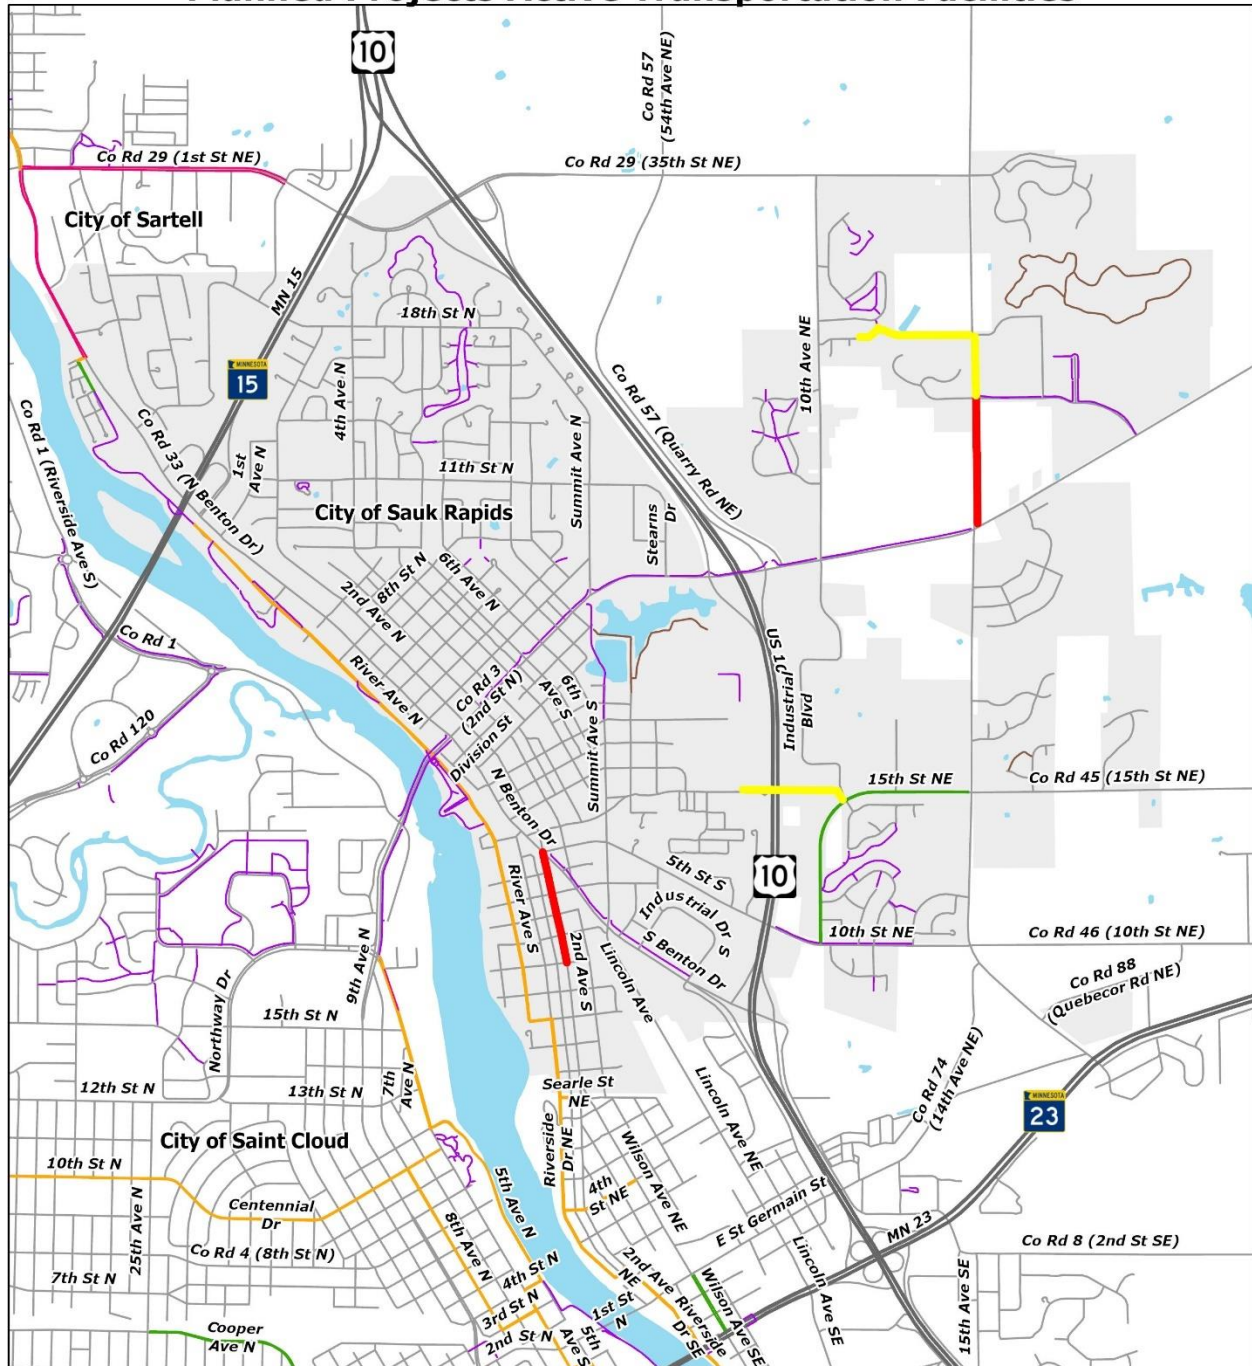 Planned Projects Active Transportation Facilities
10
Co Rd 57
(54th Ave NE)
Co Rd 29 (1st St NE)
Co Rd 29 (35th St NE)
City of Sartell
MN 15
18th St N
MINNESOTA
15
4th Ave N
10th Ave NE
Co Rd 57 (Quarry Rd NE)
Co Rd 1 (Riverside Ave S)
Co Rd 33 (N Benton Dr)
1st
Ave N
11th St N
Summit Ave N
City of Sauk Rapids
Stearns
Dr
8th St N
6th Ave N
2nd Ave N
Co Rd 1
River Ave N
Co Rd 3
(2nd St N)
6th
Ave S
US 10
Industrial
Blvd
Co Rd 120
Division St
Summit Ave S
N Benton Dr
15th St NE
Co Rd 45 (15th St NE)
10
5th St S
River Ave S
Industrial Dr
S
S Benton Dr
10th St NE
Co Rd 46 (10th St NE)
2nd Ave S
Lincoln Ave
9th Ave N
Northway Dr
Co Rd 88
(Quebecor Rd NE)
15th St N
12th St N
13th St N
7th
Ave N
Searle St
NE
Lincoln Ave NE
Co Rd 74
(14th Ave NE)
MINNESOTA
23
City of Saint Cloud
Riverside
Dr NE
Wilson Ave NE
10th St N
25th Ave N
Centennial
Dr
5th Ave N
4th
St NE
E St Germain St
8th Ave N
Co Rd 4 (8th St N)
MN 23
Co Rd 8 (2nd St SE)
7th St N
4th St N
3rd St N
2nd Ave
NE
Riverside
Dr SE
Wilson Ave SE
Lincoln Ave SE
15th Ave SE
1st St
N
Cooper
Ave N
2nd St N
5th
Ave S